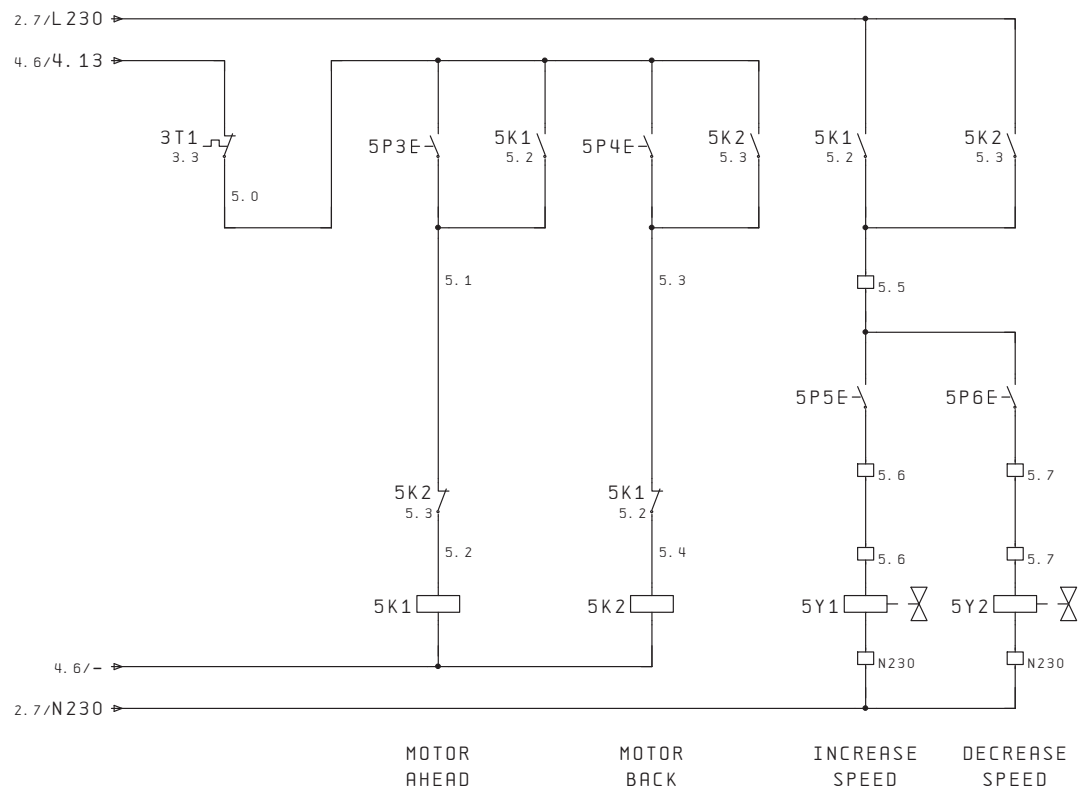 2.7/L230
4.6/4.13
3T1
3.3
5P3E
5K1
5.2
5P4E
5K2
5.3
5K1
5.2
5K2
5.3
5.0
5.1
5.3
5.5
5P5E
5P6E
5.6
5.7
5K2
5.3
5K1
5.2
5.2
5.4
5.6
5.7
5K1
5K2
5Y1
5Y2
4.6/-
N230
N230
2.7/N230
MOTOR
AHEAD
MOTOR
BACK
INCREASE
SPEED
DECREASE
SPEED